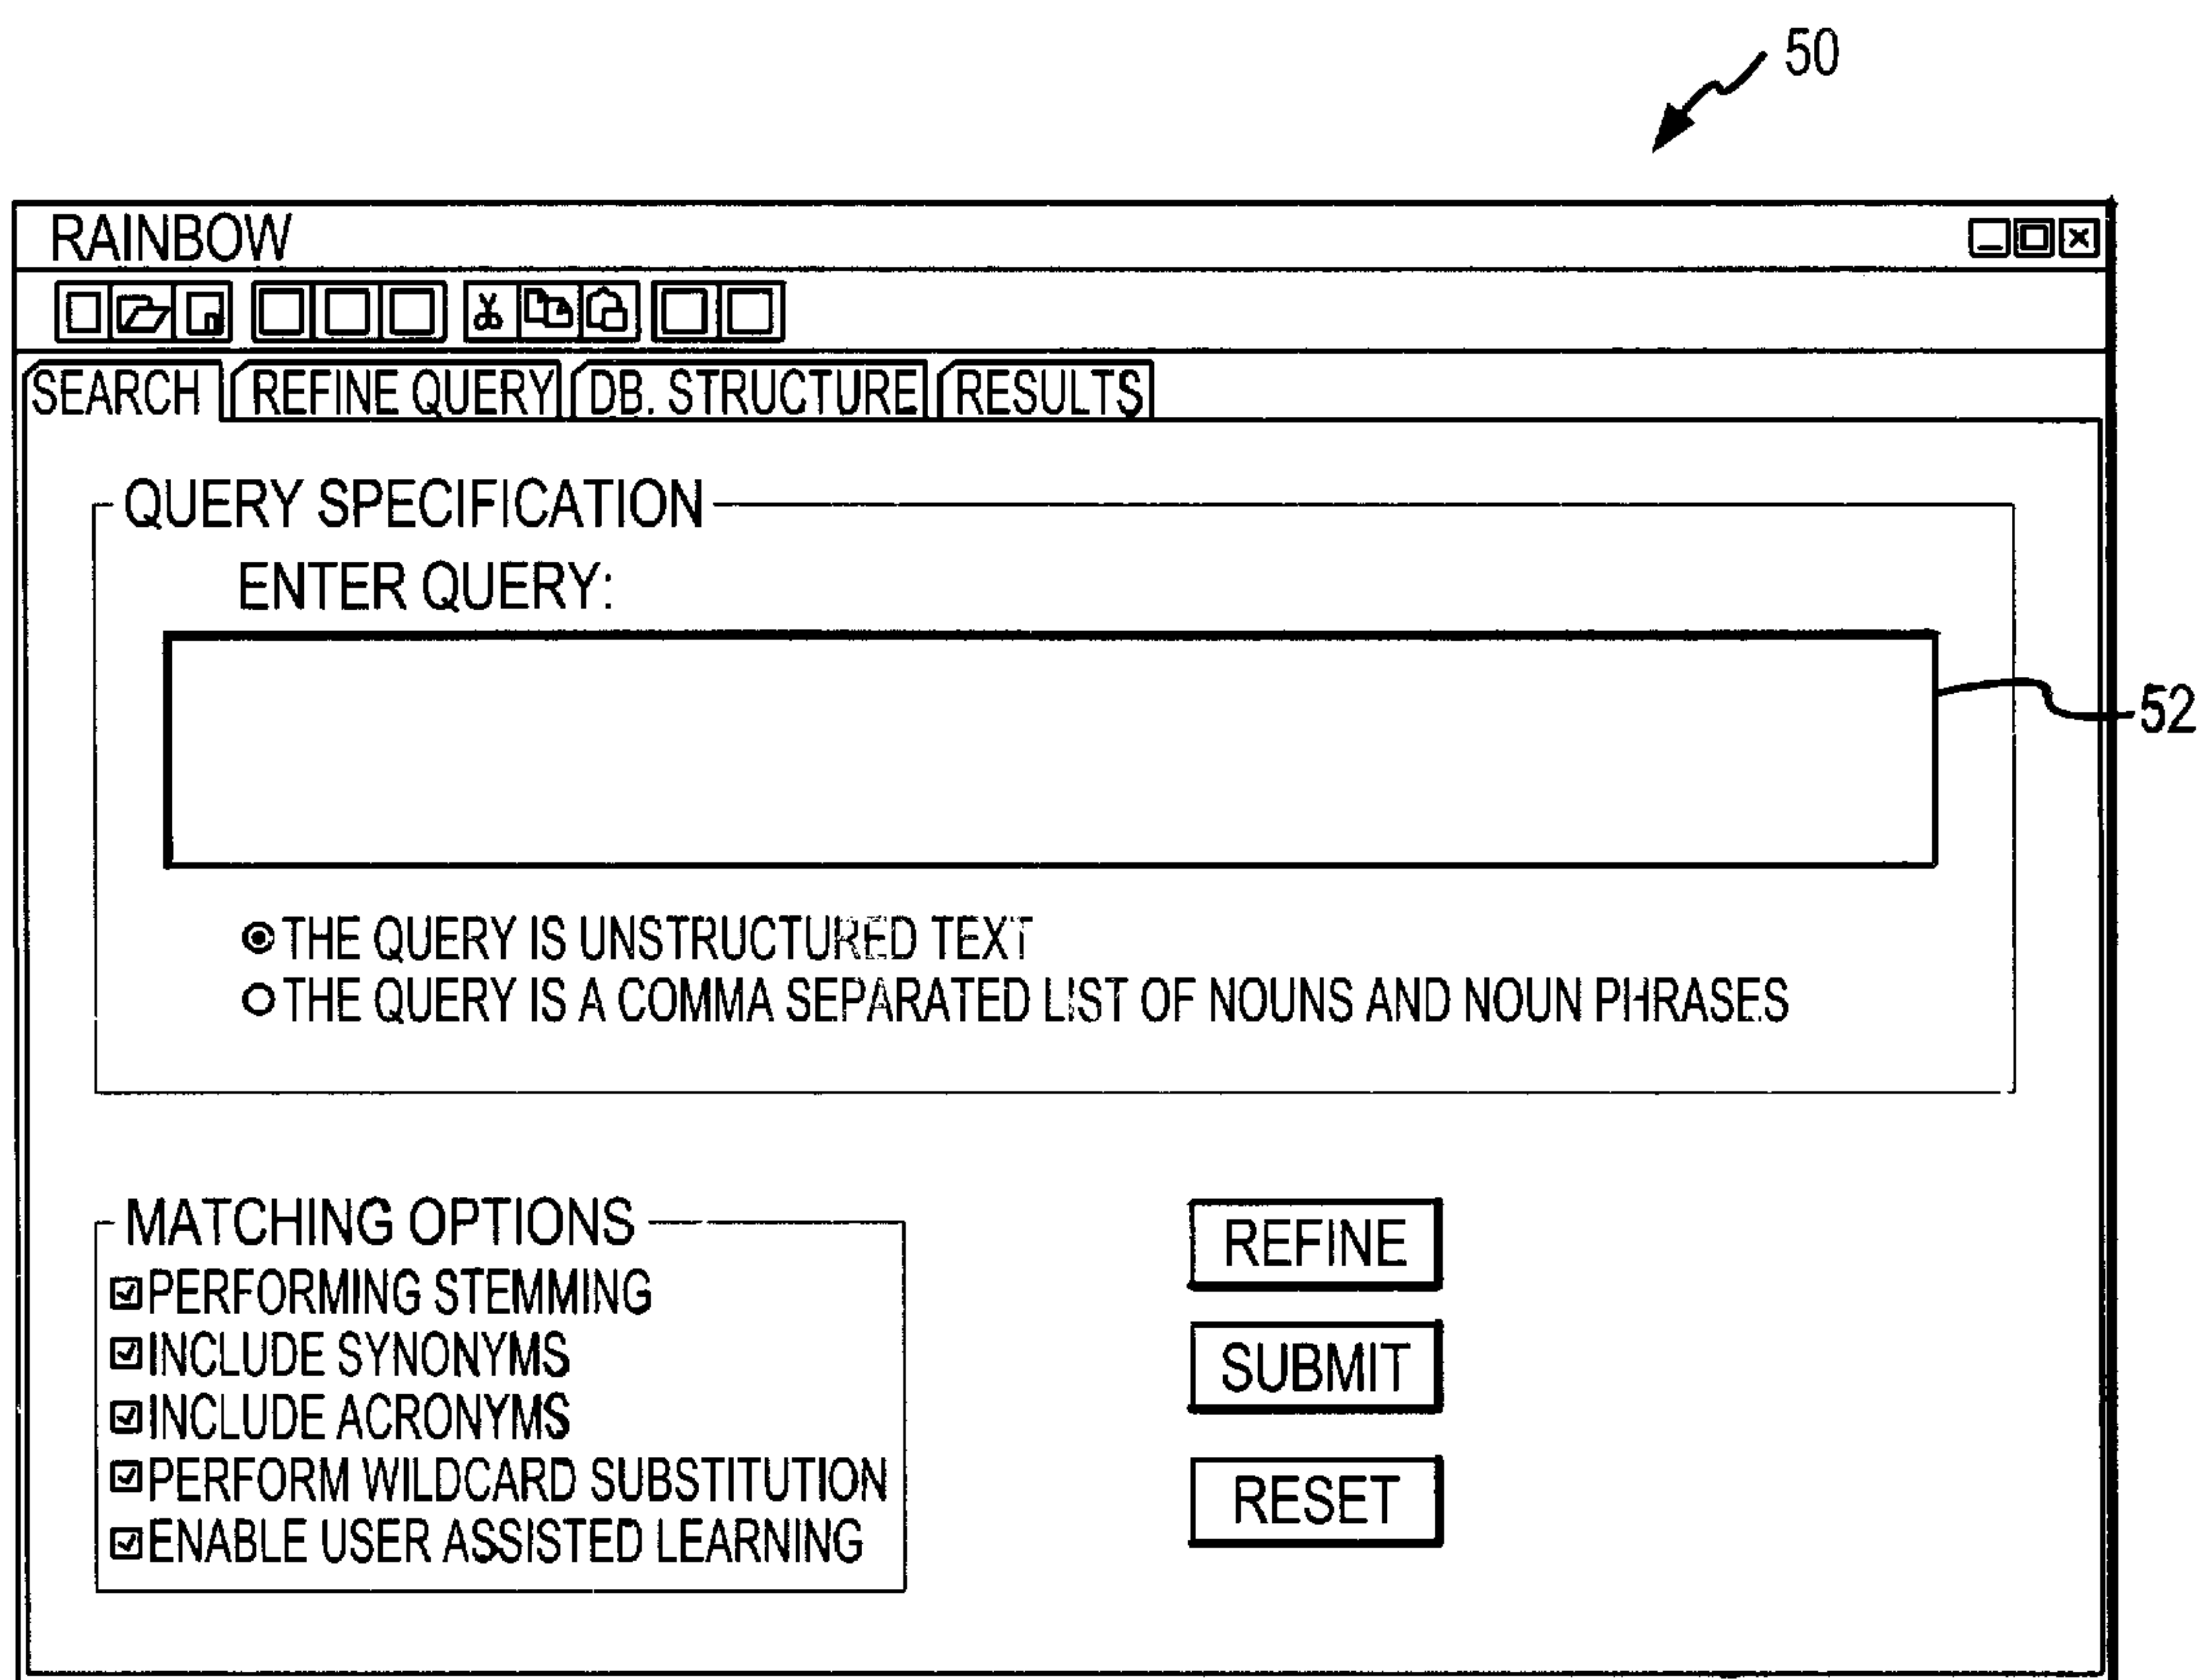 50
RAINBOW
SEARCH REFINE QUERY DB. STRUCTURE RESULTS
QUERY SPECIFICATION
ENTER QUERY:
52
THE QUERY IS UNSTRUCTURED TEXT
THE QUERY IS A COMMA SEPARATED LIST OF NOUNS AND NOUN PHRASES
MATCHING OPTIONS
PERFORMING STEMMING
INCLUDE SYNONYMS
INCLUDE ACRONYMS
PERFORM WILDCARD SUBSTITUTION
ENABLE USER ASSISTED LEARNING
REFINE
SUBMIT
RESET